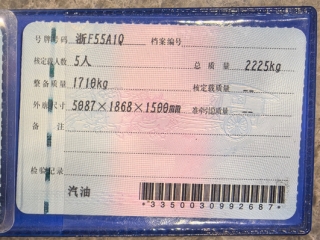 号牌号码 浙F55A1Q 档案编号
核定载人数 5人 总质量 2225kg
整备质量 1710kg 核定载质量 --
外廓尺寸 5087×1868×1500mm 准牵引总质量 --
备注
检验记录
汽油
*3350030992687*